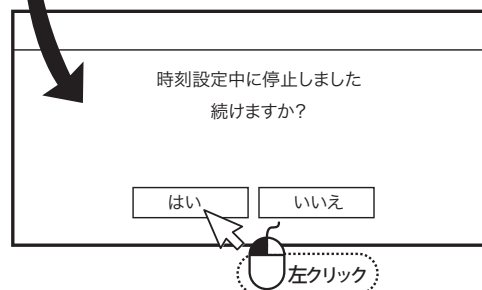 時刻設定中に停止しました
続けますか？
はい
いいえ
左クリック